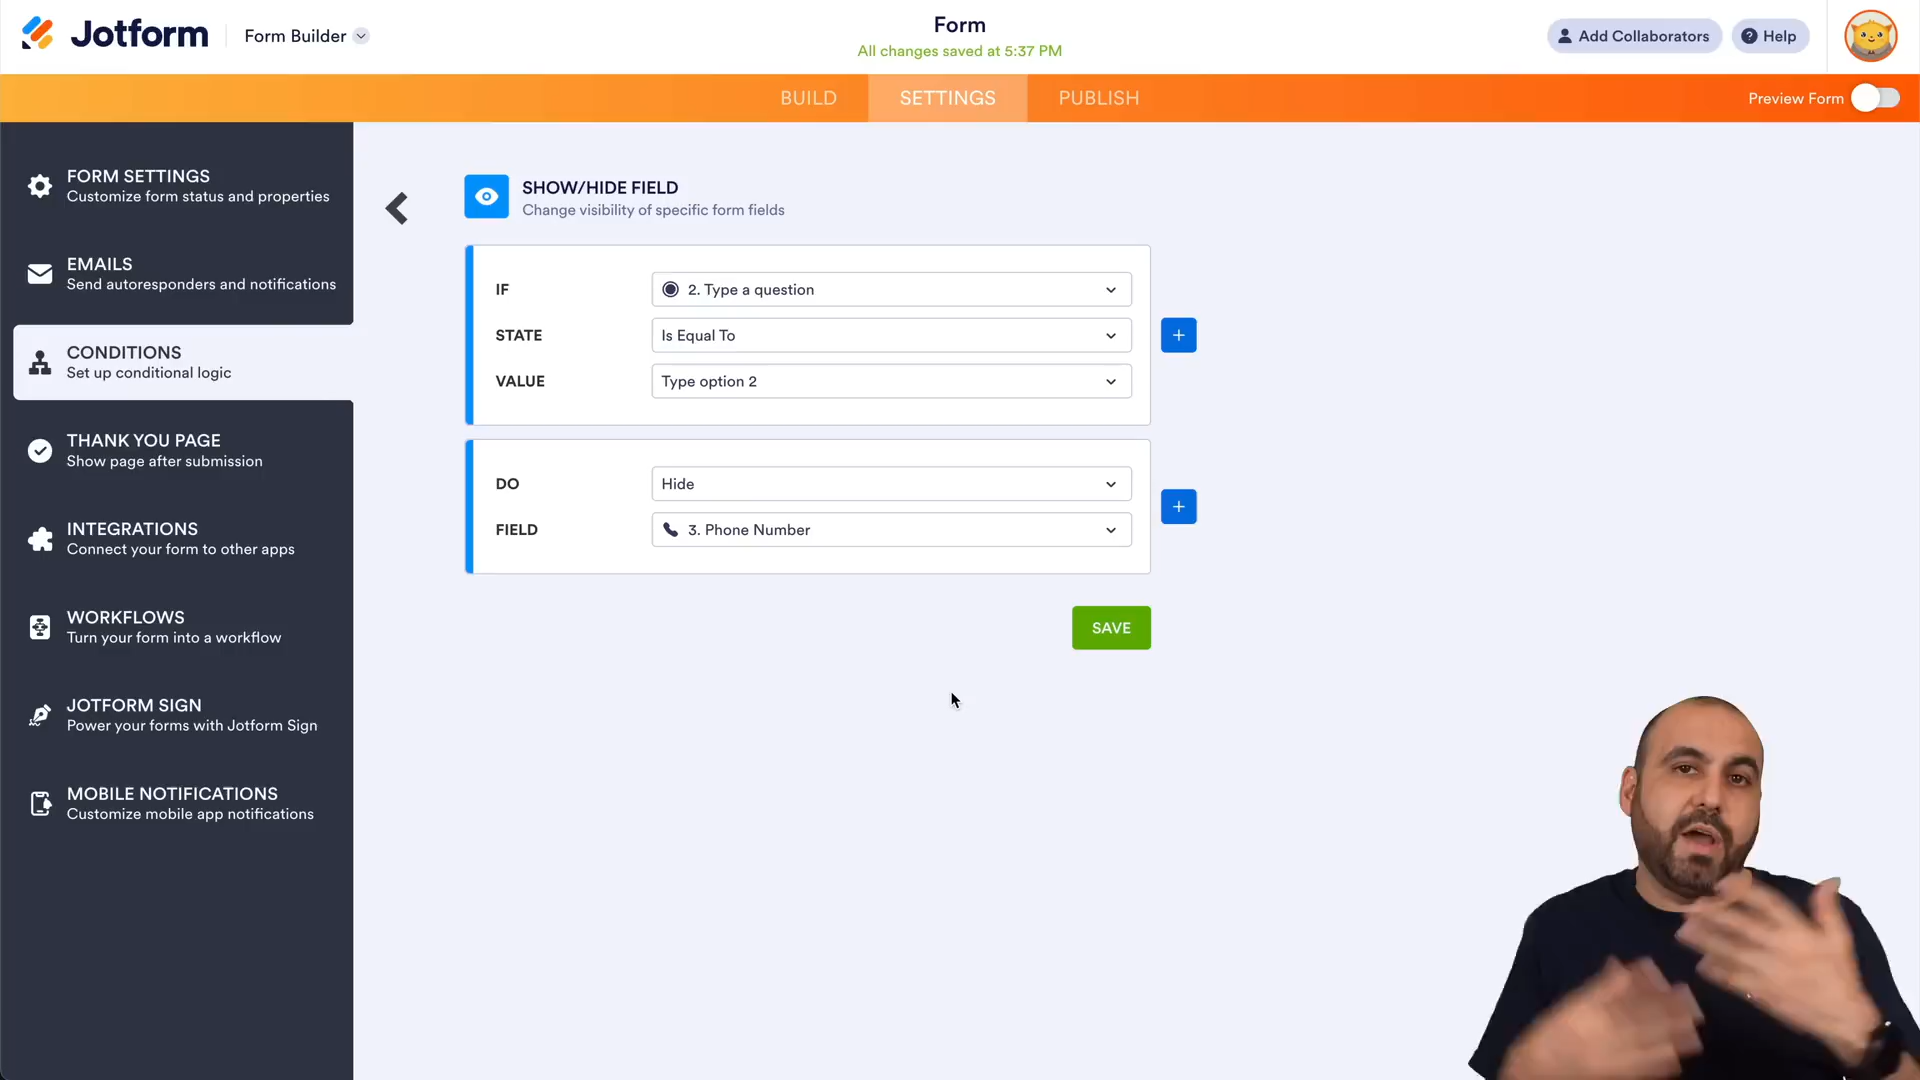 Jotform
Form Builder
Form
All changes saved at 5:37 PM
Add Collaborators
Help
BUILD
SETTINGS
PUBLISH
Preview Form
FORM SETTINGS
Customize form status and properties
EMAILS
Send autoresponders and notifications
CONDITIONS
Set up conditional logic
THANK YOU PAGE
Show page after submission
INTEGRATIONS
Connect your form to other apps
WORKFLOWS
Turn your form into a workflow
JOTFORM SIGN
Power your forms with Jotform Sign
MOBILE NOTIFICATIONS
Customize mobile app notifications
SHOW/HIDE FIELD
Change visibility of specific form fields
IF
2. Type a question
STATE
Is Equal To
VALUE
Type option 2
DO
Hide
FIELD
3. Phone Number
SAVE